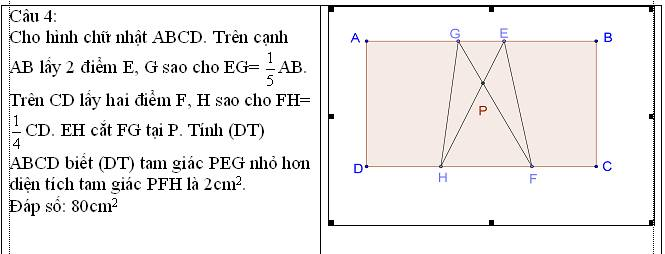 Câu 4:
Cho hình chữ nhật ABCD. Trên cạnh
AB lấy 2 điểm E, G sao cho EG= 1/5 AB.
Trên CD lấy hai điểm F, H sao cho FH=
1/4 CD. EH cắt FG tại P. Tính (DT)
ABCD biết (DT) tam giác PEG nhỏ hơn
diện tích tam giác PFH là 2cm².
Đáp số: 80cm²
A G E B
P
D H F C